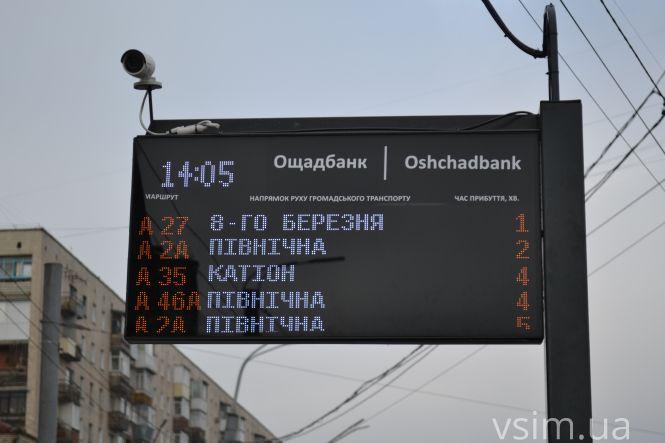 14:05 Ощадбанк | Oshchadbank
МАРШРУТ НАПРЯМОК РУХУ ГРОМАДСЬКОГО ТРАНСПОРТУ ЧАС ПРИБУТТЯ, ХВ.
А 27 8-ГО БЕРЕЗНЯ 1
А 2А ПІВНІЧНА 2
А 35 КАТІОН 4
А 46А ПІВНІЧНА 4
А 2А ПІВНІЧНА 5
vsim.ua